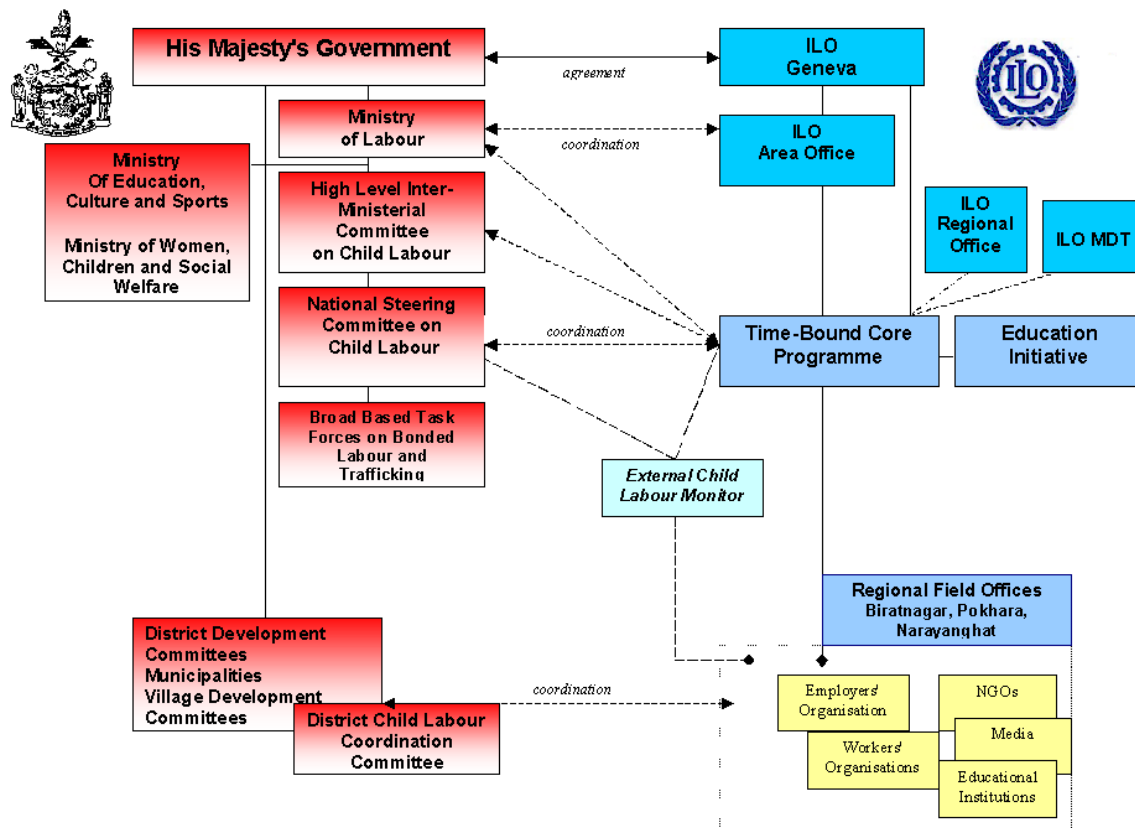 His Majesty's Government
agreement
ILO
Geneva
ILO
Ministry
of Labour
coordination
ILO
Area Office
Ministry
Of Education,
Culture and Sports
Ministry of Women,
Children and Social
Welfare
High Level Inter-
Ministerial
Committee
on Child Labour
ILO
Regional
Office
ILO MDT
National Steering
Committee on
Child Labour
coordination
Time-Bound Core
Programme
Education
Initiative
Broad Based Task
Forces on Bonded
Labour and
Trafficking
External Child
Labour Monitor
Regional Field Offices
Biratnagar, Pokhara,
Narayanghat
District Development
Committees
Municipalities
Village Development
Committees
District Child Labour
Coordination
Committee
coordination
Employers'
Organisation
NGOs
Workers'
Organisations
Media
Educational
Institutions